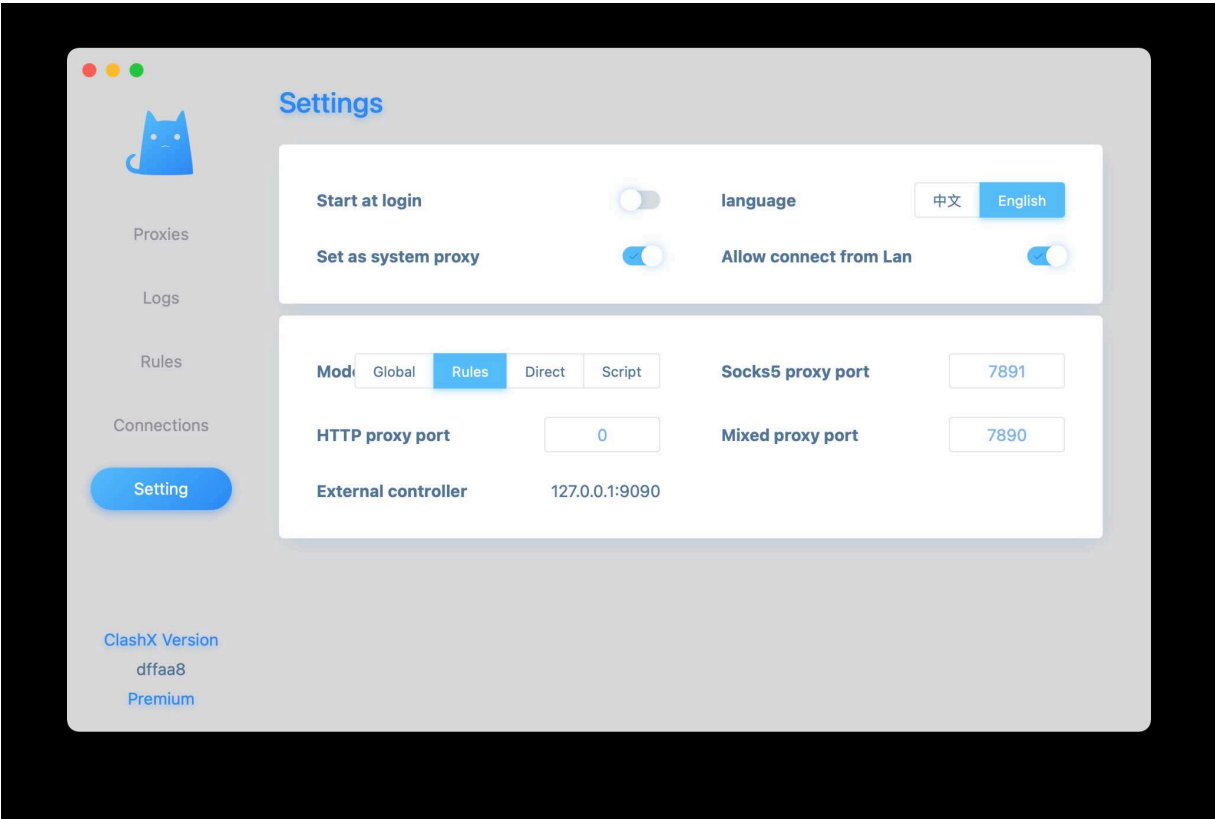 Settings
Start at login
language 中文 English
Set as system proxy
Allow connect from Lan
Proxies
Logs
Rules
Connections
Setting
Global Rules Direct Script
Socks5 proxy port 7891
HTTP proxy port 0
Mixed proxy port 7890
External controller 127.0.0.1:9090
ClashX Version
dffaa8
Premium